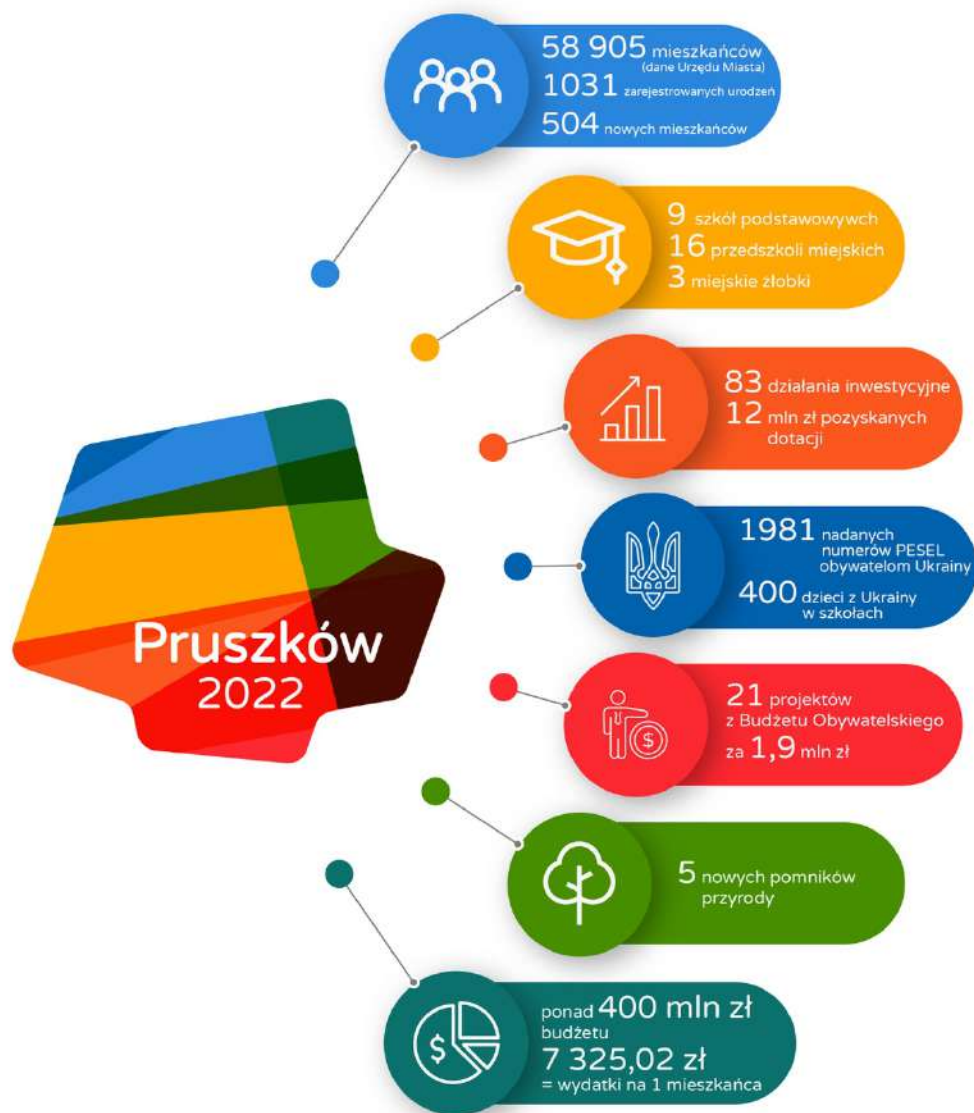 58 905 mieszkańców
(dane Urzędu Miasta)
1031 zarejestrowanych urodzeń
504 nowych mieszkańców
9 szkół podstawowywch
16 przedszkoli miejskich
3 miejskie żłobki
83 działania inwestycyjne
12 mln zł pozyskanych
dotacji
1981 nadanych
numerów PESEL
obywatelom Ukrainy
400 dzieci z Ukrainy
w szkołach
Pruszków
2022
21 projektów
z Budżetu Obywatelskiego
za 1,9 mln zł
5 nowych pomników
przyrody
ponad 400 mln zł
budżetu
7 325,02 zł
= wydatki na 1 mieszkańca